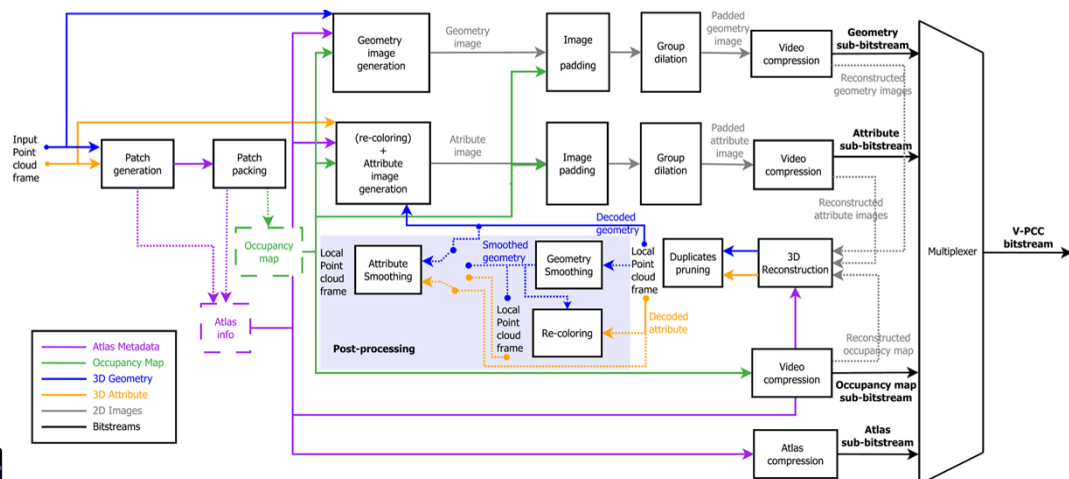 Input
Point
cloud
frame
Patch
generation
Patch
packing
Occupancy
map
Atlas
info
Geometry
image
generation
Geometry
image
Image
padding
Group
dilation
Padded
geometry
image
Video
compression
Geometry
sub-bitstream
Reconstructed
geometry images
(re-coloring)
+
Attribute
image
generation
Atribute
image
Image
padding
Group
dilation
Padded
attribute
image
Video
compression
Attribute
sub-bitstream
Reconstructed
attribute images
Local
Point
cloud
frame
Attribute
Smoothing
Smoothed
geometry
Geometry
Smoothing
Local
Point
cloud
frame
Re-coloring
Post-processing
Decoded
geometry
Local
Point
cloud
frame
Decoded
attribute
Duplicates
pruning
3D
Reconstruction
Reconstructed
occupancy map
Video
compression
Occupancy map
sub-bitstream
Atlas
compression
Atlas
sub-bitstream
Multiplexer
V-PCC
bitstream
Atlas Metadata
Occupancy Map
3D Geometry
3D Attribute
2D Images
Bitstreams